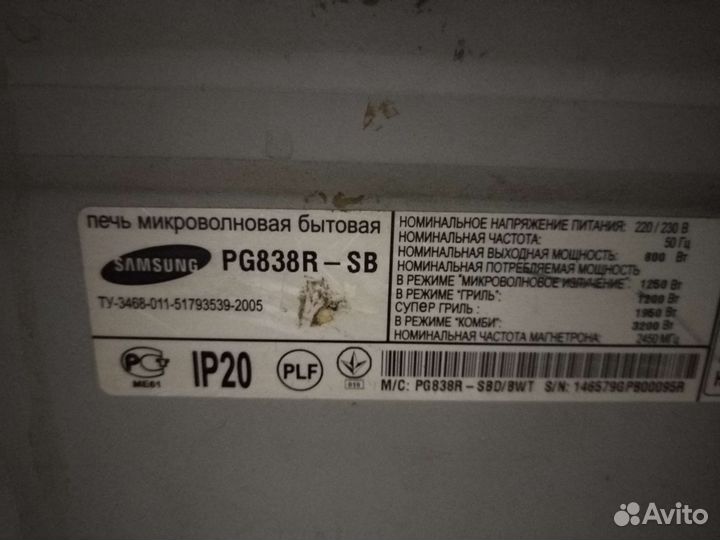 печь микроволновая бытовая
SAMSUNG PG838R-SB
ТУ-3468-011-51793539-2005
НОМИНАЛЬНОЕ НАПРЯЖЕНИЕ ПИТАНИЯ: 220 / 230 В
НОМИНАЛЬНАЯ ЧАСТОТА: 50 Гц
НОМИНАЛЬНАЯ ВЫХОДНАЯ МОЩНОСТЬ: 800 Вт
НОМИНАЛЬНАЯ ПОТРЕБЛЯЕМАЯ МОЩНОСТЬ:
В РЕЖИМЕ "МИКРОВОЛНОВОЕ ИЗЛУЧЕНИЕ": 1250 Вт
В РЕЖИМЕ "ГРИЛЬ": 1200 Вт
супер ГРИЛЬ: 1950 Вт
В РЕЖИМЕ "КОМБИ": 3200 Вт
НОМИНАЛЬНАЯ ЧАСТОТА МАГНЕТРОНА: 2450 МГц
РСТ
ME61
IP20
PLF
M/C: PG838R-SBD/BWT S/N: 146579GP800095R
Avito